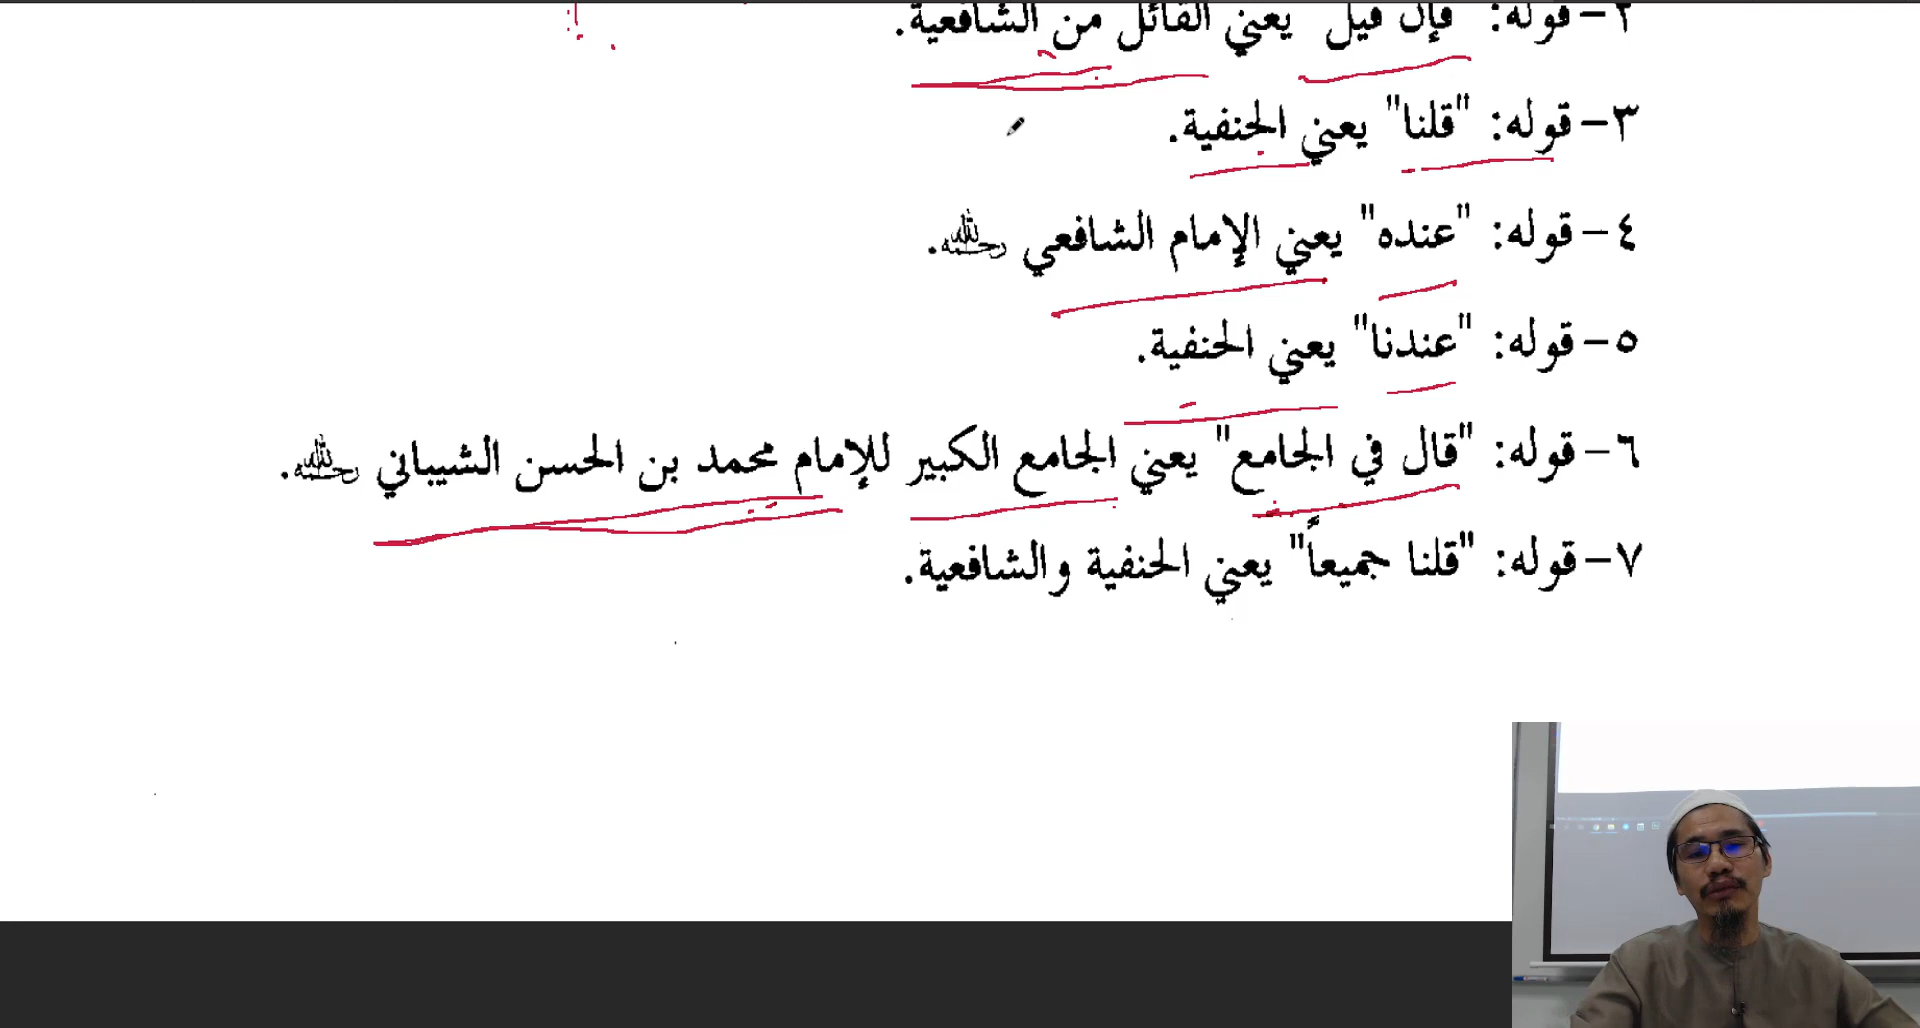 ٢- قوله: "فإن قيل" يعني القائل من الشافعية.
٣- قوله: "قلنا" يعني الحنفية.
٤- قوله: "عنده" يعني الإمام الشافعي رحمه الله.
٥- قوله: "عندنا" يعني الحنفية.
٦- قوله: "قال في الجامع" يعني الجامع الكبير للإمام محمد بن الحسن الشيباني رحمه الله.
٧- قوله: "قلنا جميعاً" يعني الحنفية والشافعية.